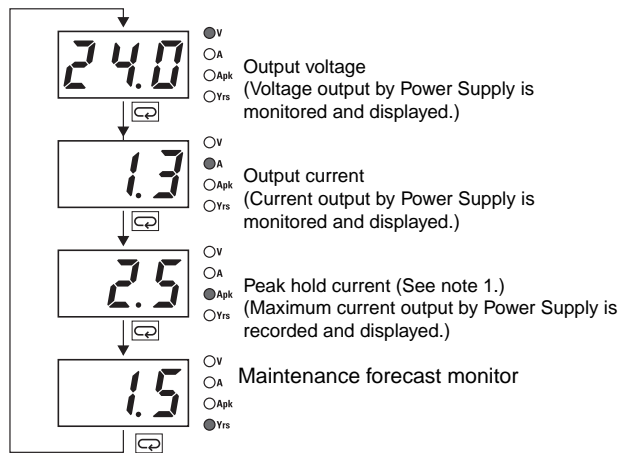 24.0
V
A
Apk
Yrs
Output voltage
(Voltage output by Power Supply is
monitored and displayed.)
1.3
V
A
Apk
Yrs
Output current
(Current output by Power Supply is
monitored and displayed.)
2.5
V
A
Apk
Yrs
Peak hold current (See note 1.)
(Maximum current output by Power Supply is
recorded and displayed.)
1.5
V
A
Apk
Yrs
Maintenance forecast monitor